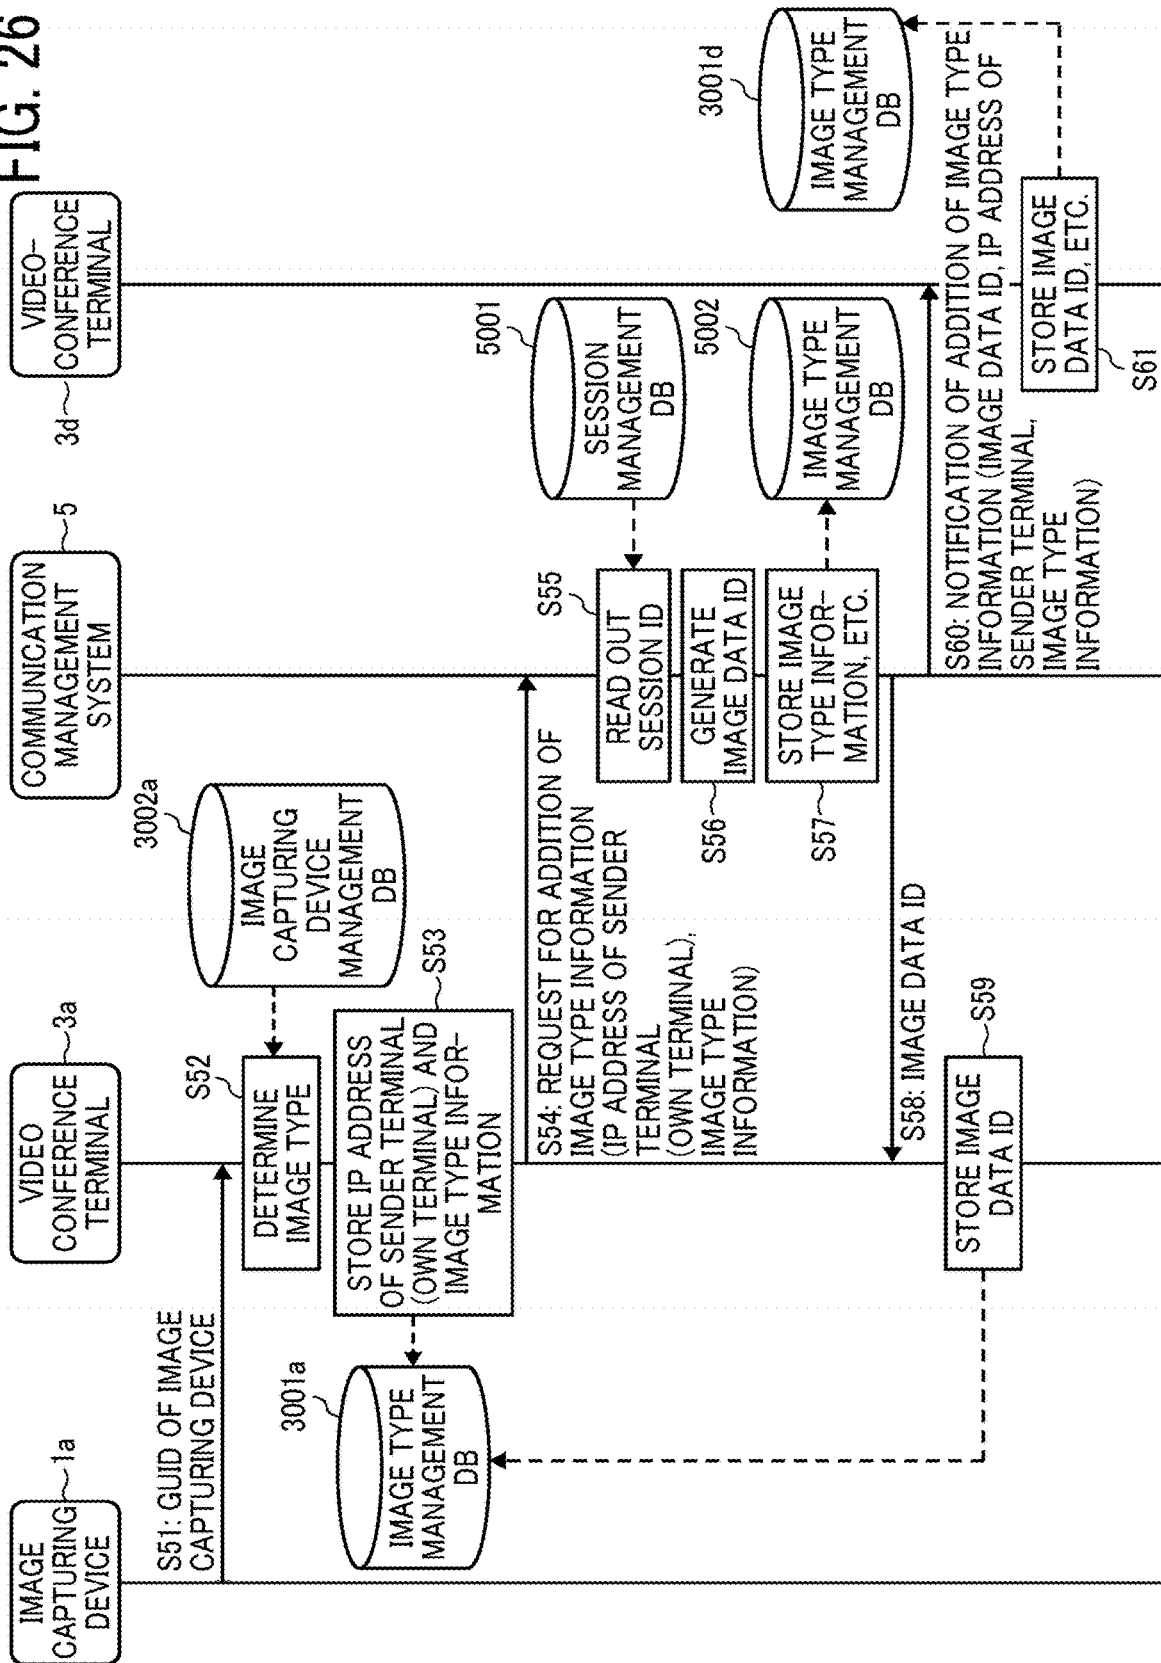 FIG. 26
IMAGE
CAPTURING
DEVICE
1a
VIDEO
CONFERENCE
TERMINAL
3a
COMMUNICATION
MANAGEMENT
SYSTEM
5
VIDEO-
CONFERENCE
TERMINAL
3d
S51: GUID OF IMAGE
CAPTURING DEVICE
3002a
IMAGE
CAPTURING
DEVICE
MANAGEMENT
DB
S52
DETERMINE
IMAGE TYPE
S53
STORE IP ADDRESS
OF SENDER TERMINAL
(OWN TERMINAL) AND
IMAGE TYPE INFOR-
MATION
3001a
IMAGE TYPE
MANAGEMENT
DB
S54: REQUEST FOR ADDITION OF
IMAGE TYPE INFORMATION
(IP ADDRESS OF SENDER
TERMINAL
(OWN TERMINAL),
IMAGE TYPE
INFORMATION)
5001
SESSION
MANAGEMENT
DB
S55
READ OUT
SESSION ID
S56
GENERATE
IMAGE DATA ID
5002
IMAGE TYPE
MANAGEMENT
DB
S57
STORE IMAGE
TYPE INFOR-
MATION, ETC.
S58: IMAGE DATA ID
S59
STORE IMAGE
DATA ID
S60: NOTIFICATION OF ADDITION OF IMAGE TYPE
INFORMATION (IMAGE DATA ID, IP ADDRESS OF
SENDER TERMINAL,
IMAGE TYPE
INFORMATION)
3001d
IMAGE TYPE
MANAGEMENT
DB
STORE IMAGE
DATA ID, ETC.
S61